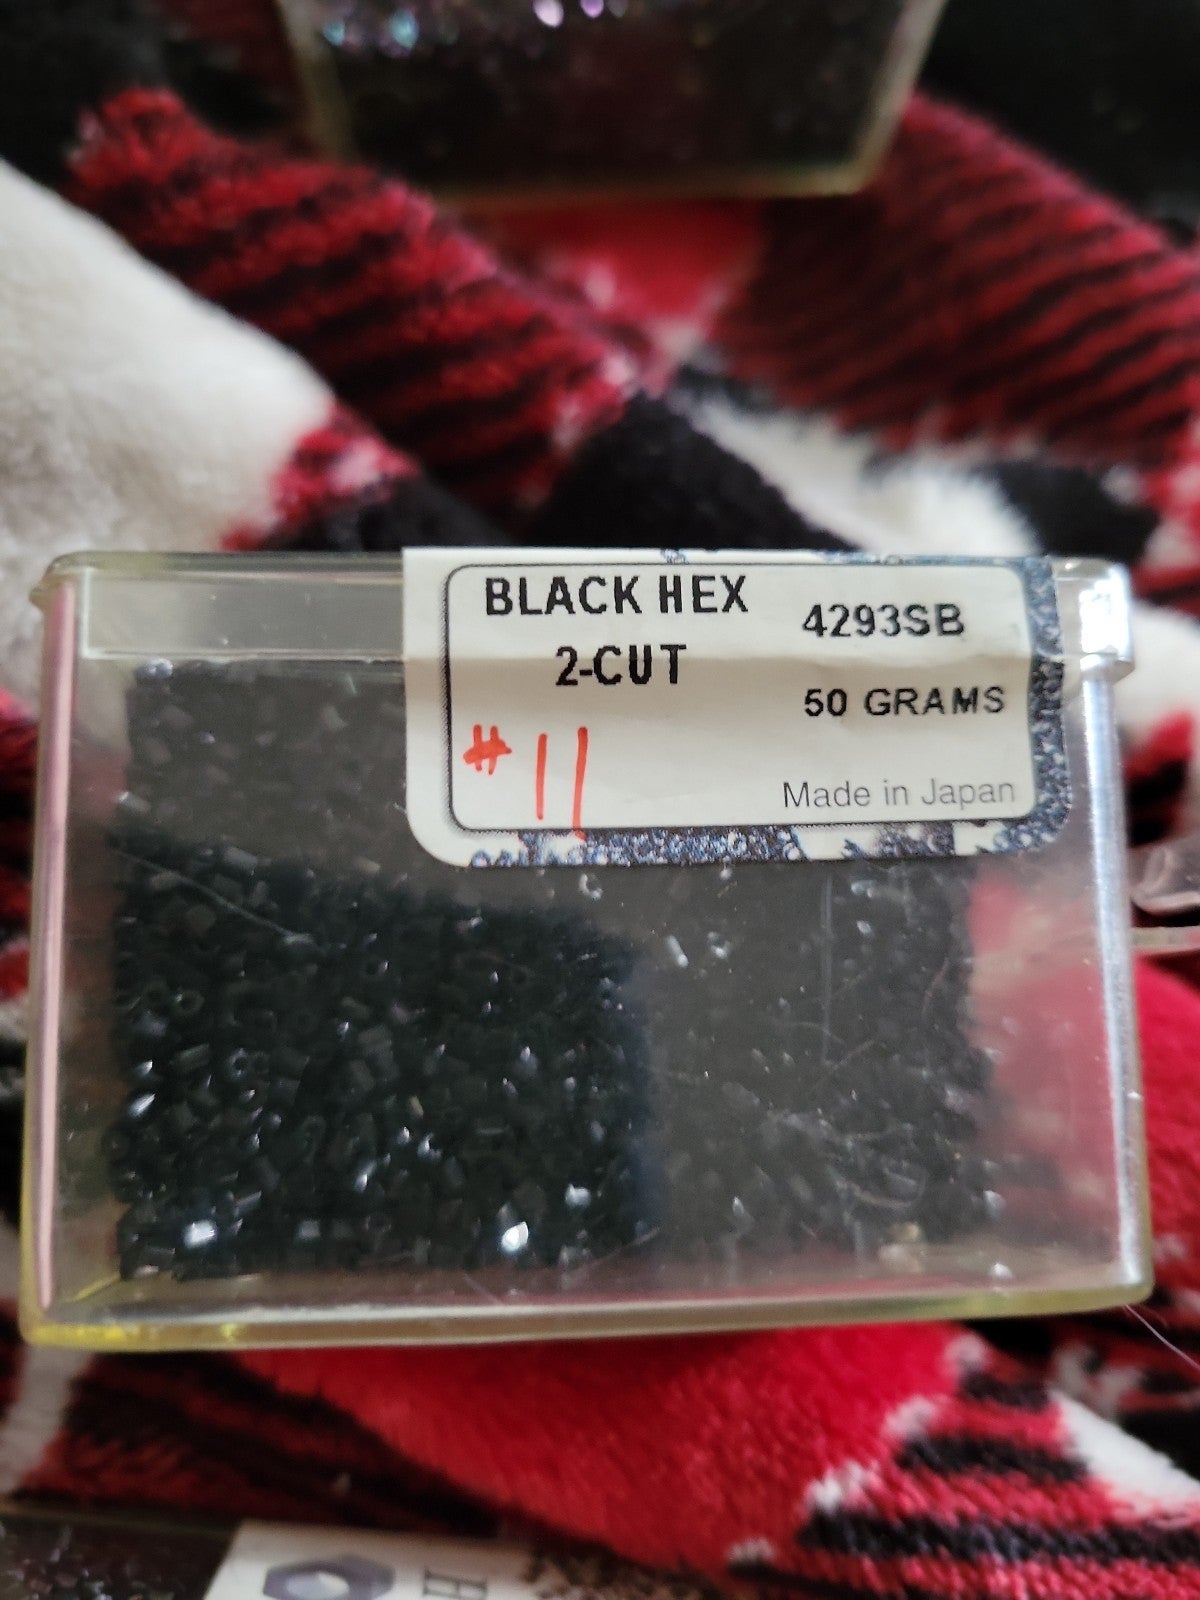 BLACK HEX
2-CUT
4293SB
50 GRAMS
# 11
Made in Japan
H